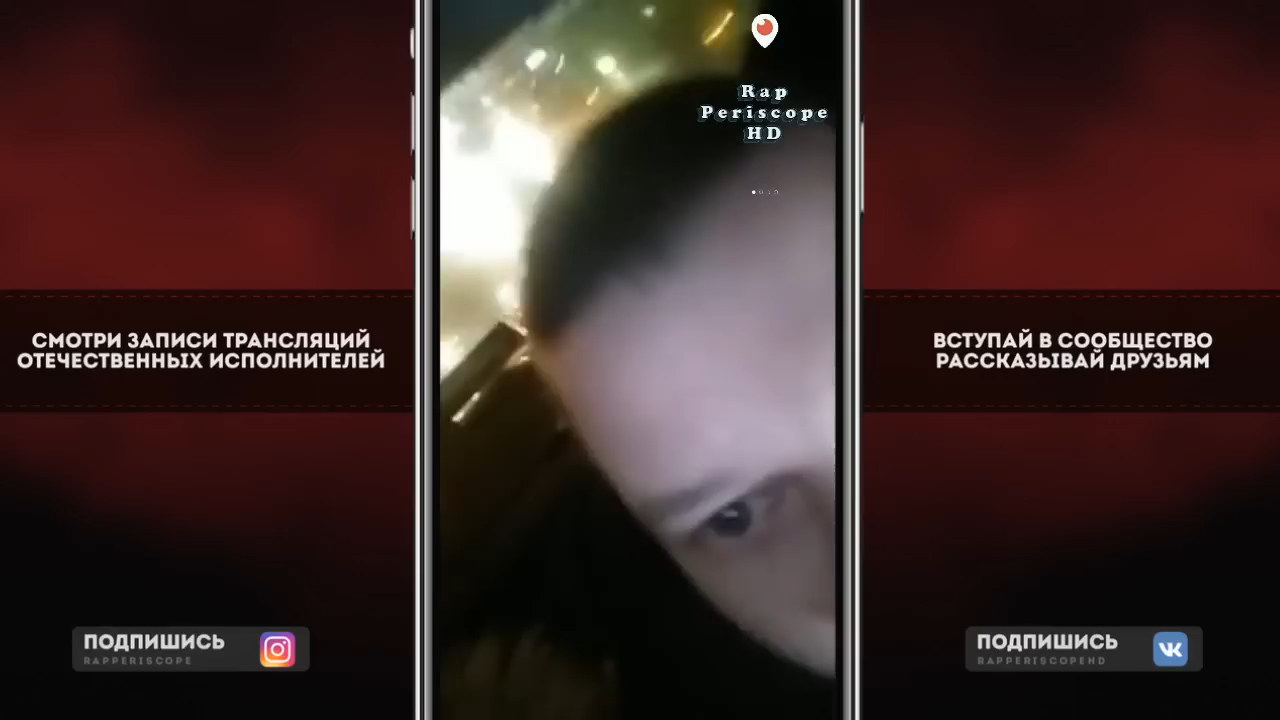 Rap
Periscope
HD
СМОТРИ ЗАПИСИ ТРАНСЛЯЦИЙ
ОТЕЧЕСТВЕННЫХ ИСПОЛНИТЕЛЕЙ
ВСТУПАЙ В СООБЩЕСТВО
РАССКАЗЫВАЙ ДРУЗЬЯМ
ПОДПИШИСЬ
RAPPERISCOPE
ПОДПИШИСЬ
RAPPERISCOPEHD